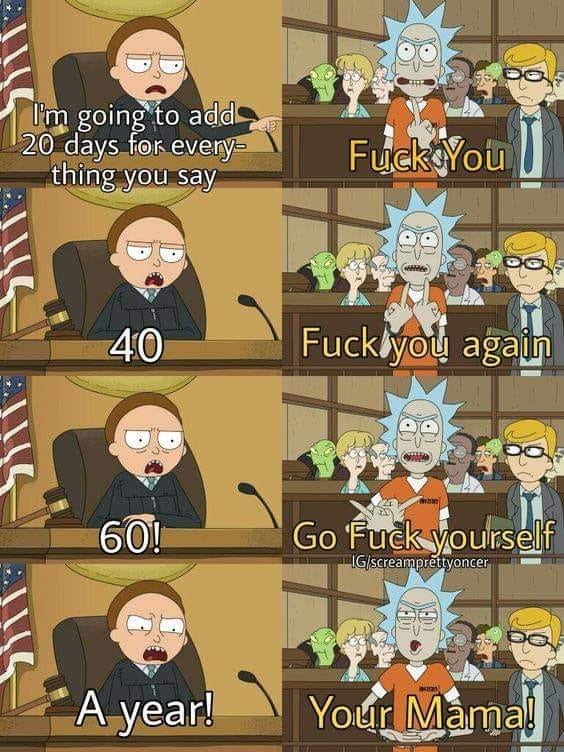 I'm going to add
20 days for every-
thing you say
Fuck You
40
Fuck you again
60!
Go Fuck yourself
IG/screamprettyoncer
A year!
Your Mama!